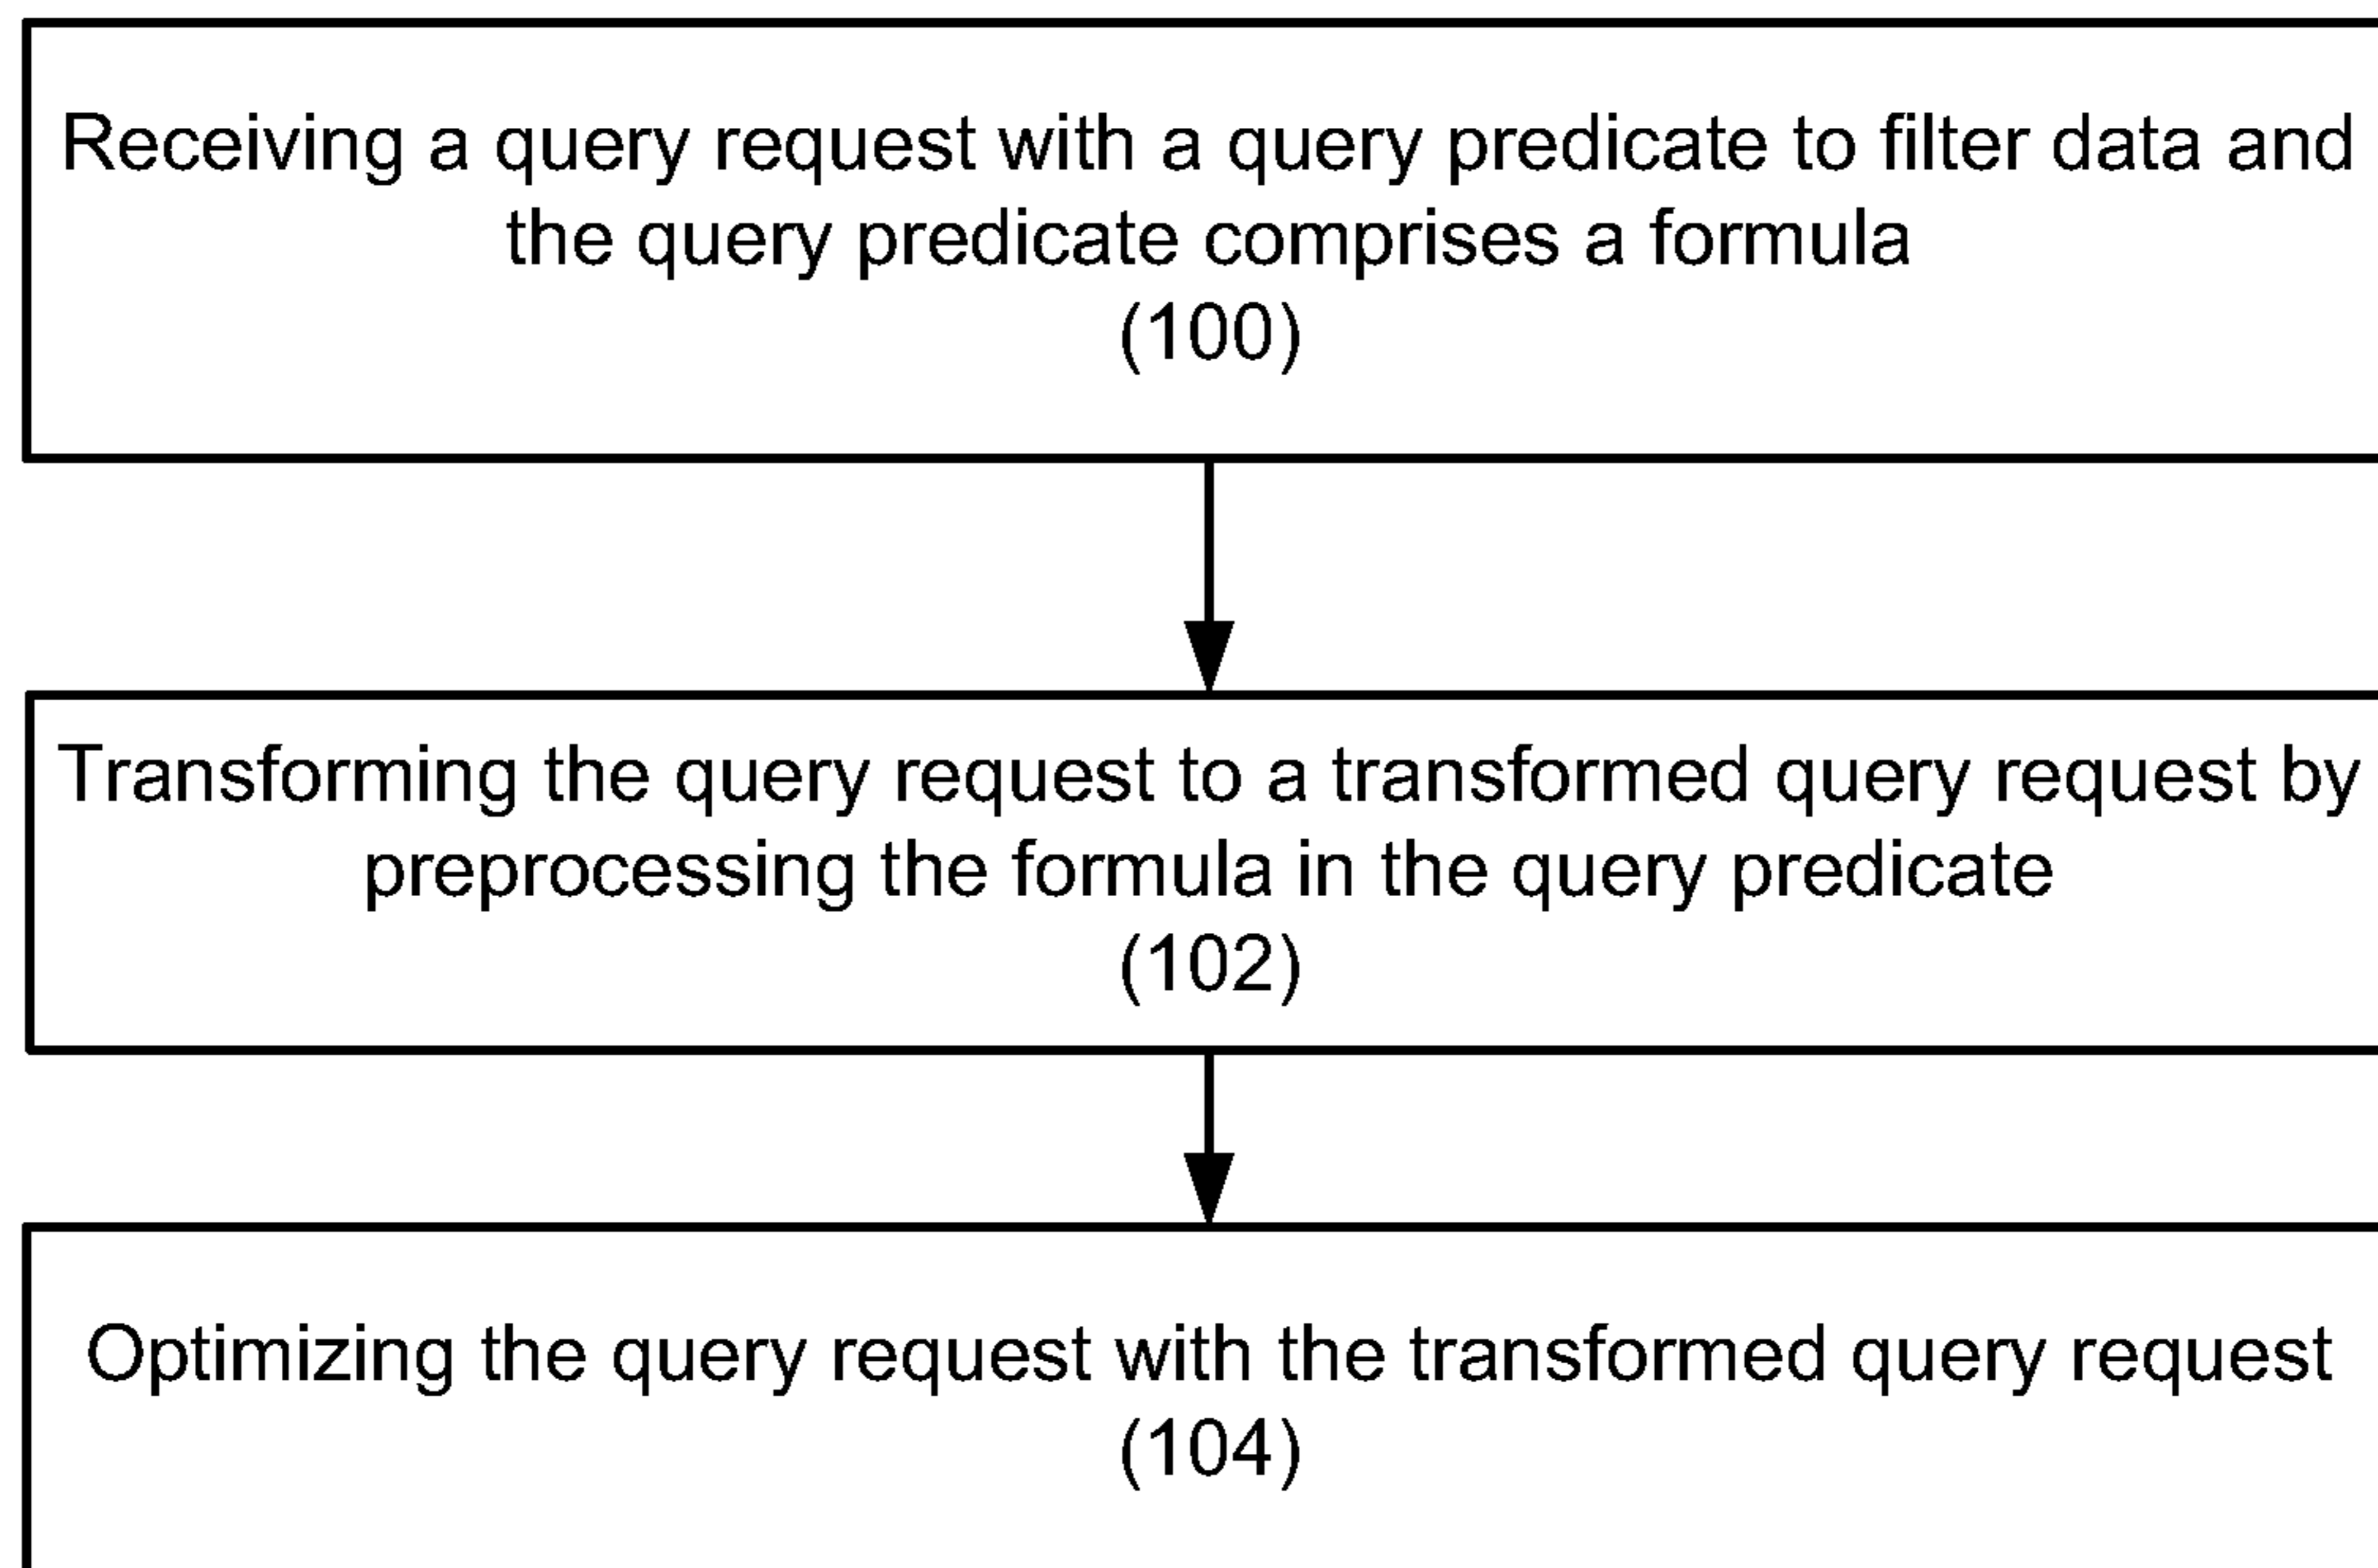 Receiving a query request with a query predicate to filter data and
the query predicate comprises a formula
(100)
Transforming the query request to a transformed query request by
preprocessing the formula in the query predicate
(102)
Optimizing the query request with the transformed query request
(104)